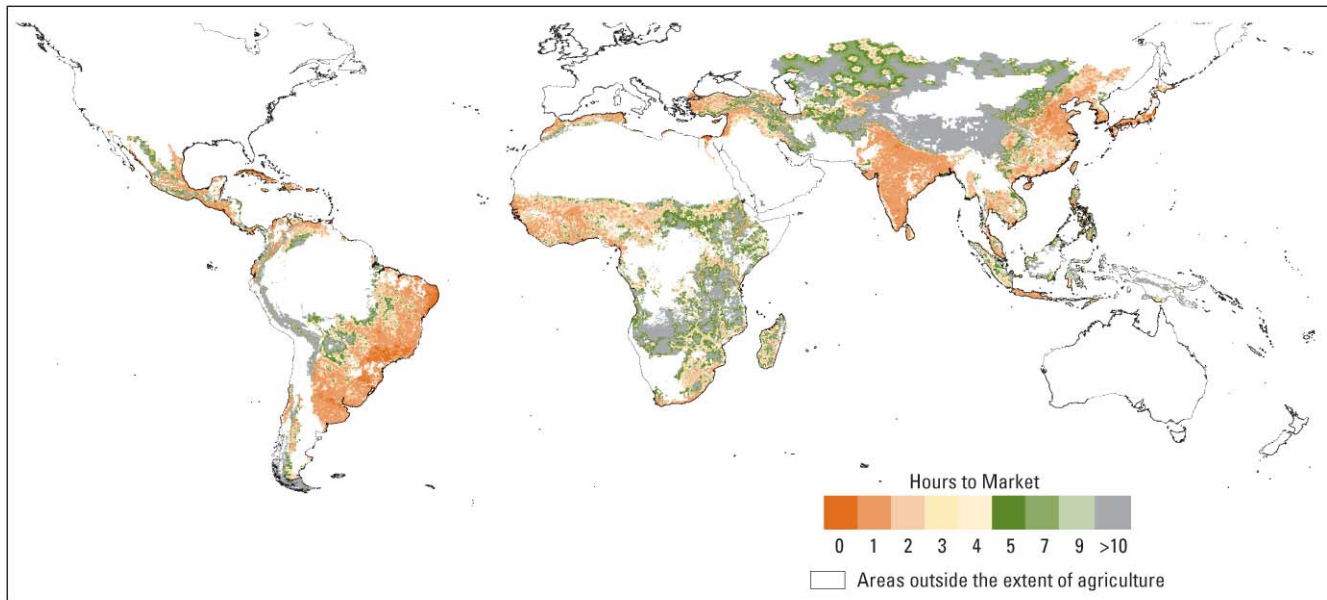 Hours to Market
0 1 2 3 4 5 7 9 >10
Areas outside the extent of agriculture